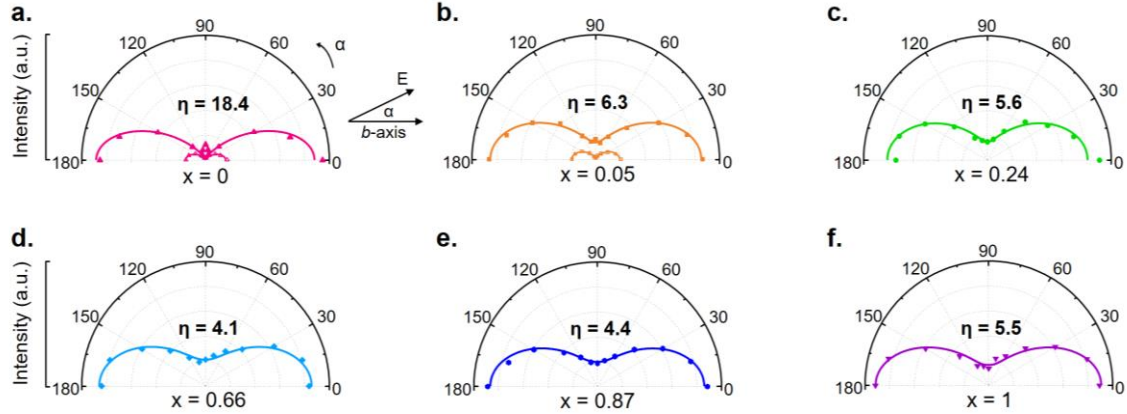 a.
Intensity (a.u.)
90
120
60
150
30
180
0
α
η = 18.4
x = 0
E
α
b-axis
b.
90
120
60
150
30
180
0
η = 6.3
x = 0.05
c.
90
120
60
150
30
180
0
η = 5.6
x = 0.24
d.
Intensity (a.u.)
90
120
60
150
30
180
0
η = 4.1
x = 0.66
e.
90
120
60
150
30
180
0
η = 4.4
x = 0.87
f.
90
120
60
150
30
180
0
η = 5.5
x = 1